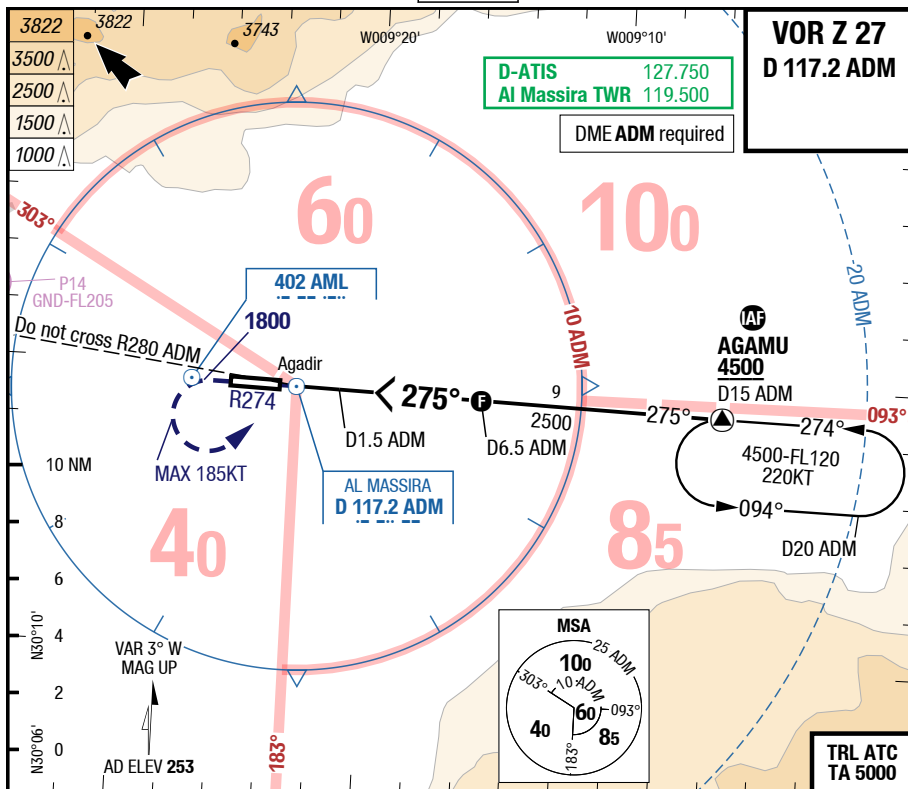 3822
3500
2500
1500
1000
3822
3743
W009°20'
W009°10'
VOR Z 27
D 117.2 ADM
D-ATIS 127.750
Al Massira TWR 119.500
DME ADM required
303°
60
100
P14
GND-FL205
402 AML
20 ADM
10 ADM
Do not cross R280 ADM
1800
Agadir
IAF
AGAMU
4500
D15 ADM
R274
275°
F
9
2500
275°
274°
093°
D1.5 ADM
D6.5 ADM
4500-FL120
220KT
MAX 185KT
094°
10 NM
AL MASSIRA
D 117.2 ADM
40
85
D20 ADM
8
6
N30°10'
4
VAR 3° W
MAG UP
2
N30°06'
0
AD ELEV 253
183°
MSA
25 ADM
100
303°
10 ADM
60
093°
40
85
183°
TRL ATC
TA 5000